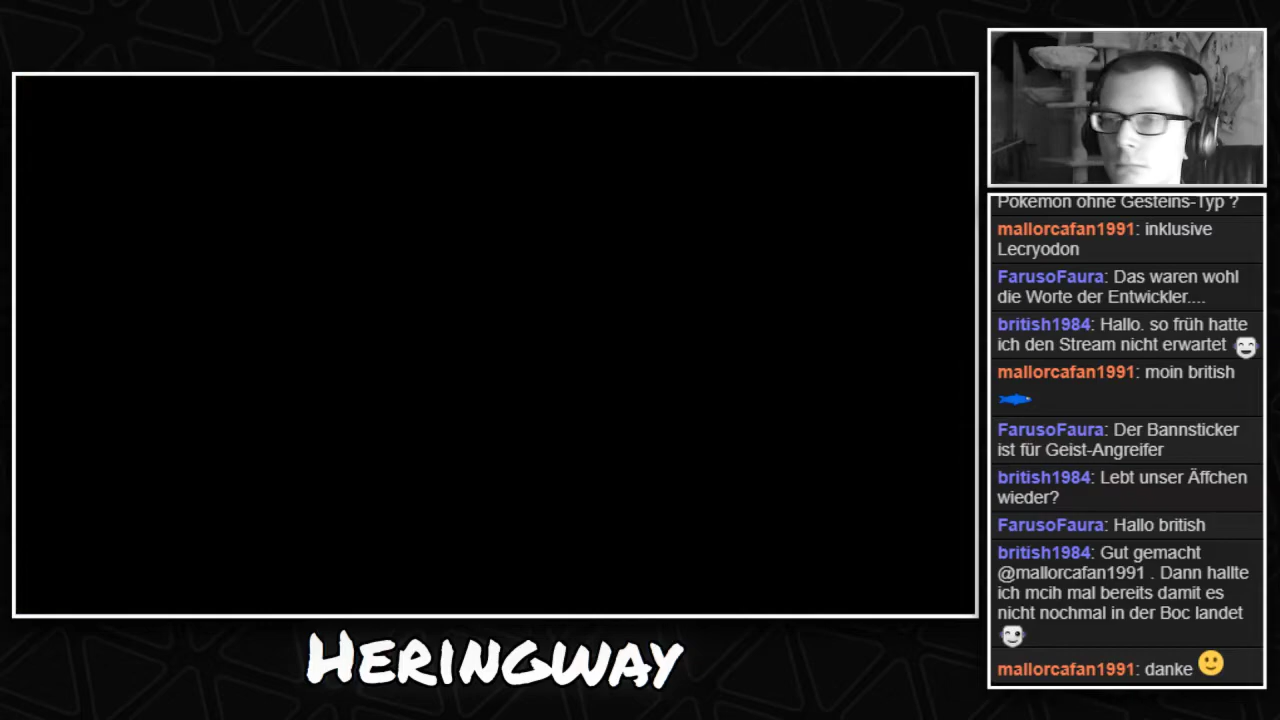 Pokemon ohne Gesteins-Typ ?
mallorcafan1991: inklusive
Lecryodon
FarusoFaura: Das waren wohl
die Worte der Entwickler....
british1984: Hallo. so früh hatte
ich den Stream nicht erwartet
mallorcafan1991: moin british
FarusoFaura: Der Bannsticker
ist für Geist-Angreifer
british1984: Lebt unser Äffchen
wieder?
FarusoFaura: Hallo british
british1984: Gut gemacht
@mallorcafan1991 . Dann hallte
ich mcih mal bereits damit es
nicht nochmal in der Boc landet
mallorcafan1991: danke
HERINGWAY